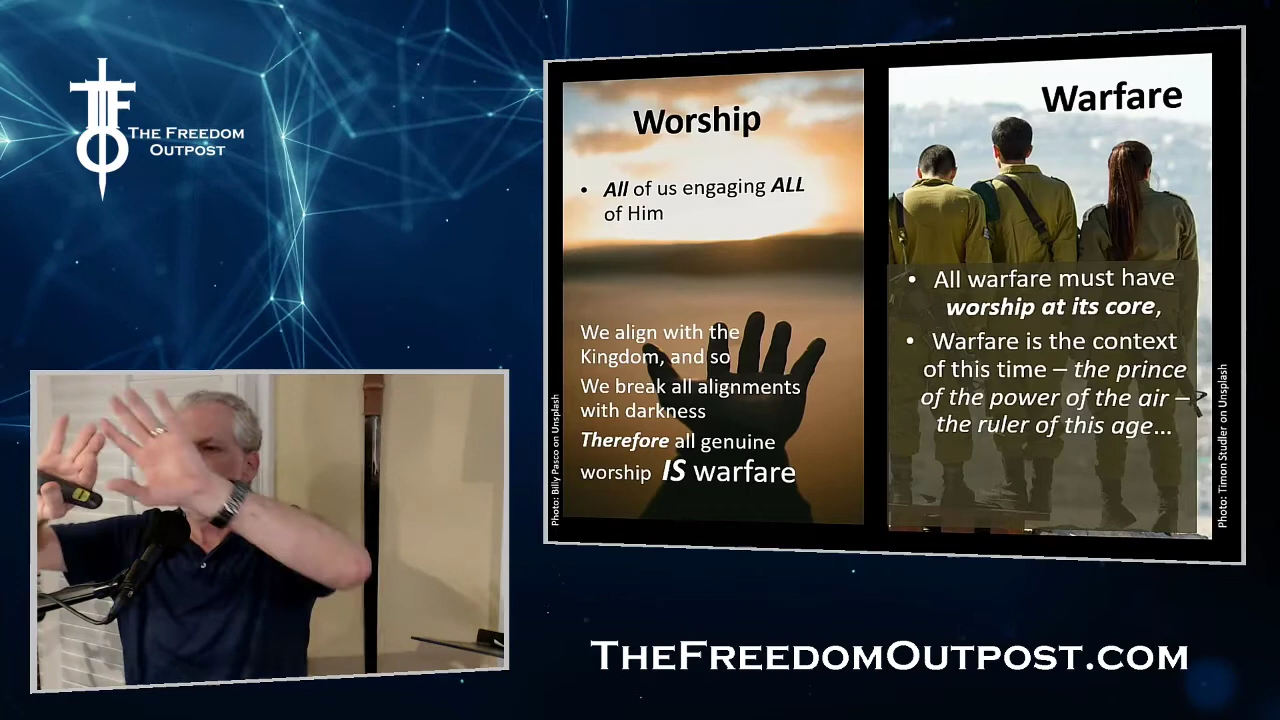 THE FREEDOM
OUTPOST
Worship
• All of us engaging ALL
of Him
We align with the
Kingdom, and so
We break all alignments
with darkness
Therefore all genuine
worship IS warfare
Photo: Billy Pasco on Unsplash
Warfare
• All warfare must have
worship at its core,
• Warfare is the context
of this time – the prince
of the power of the air –
the ruler of this age...
Photo: Timon Studler on Unsplash
THEFREEDOMOUTPOST.COM